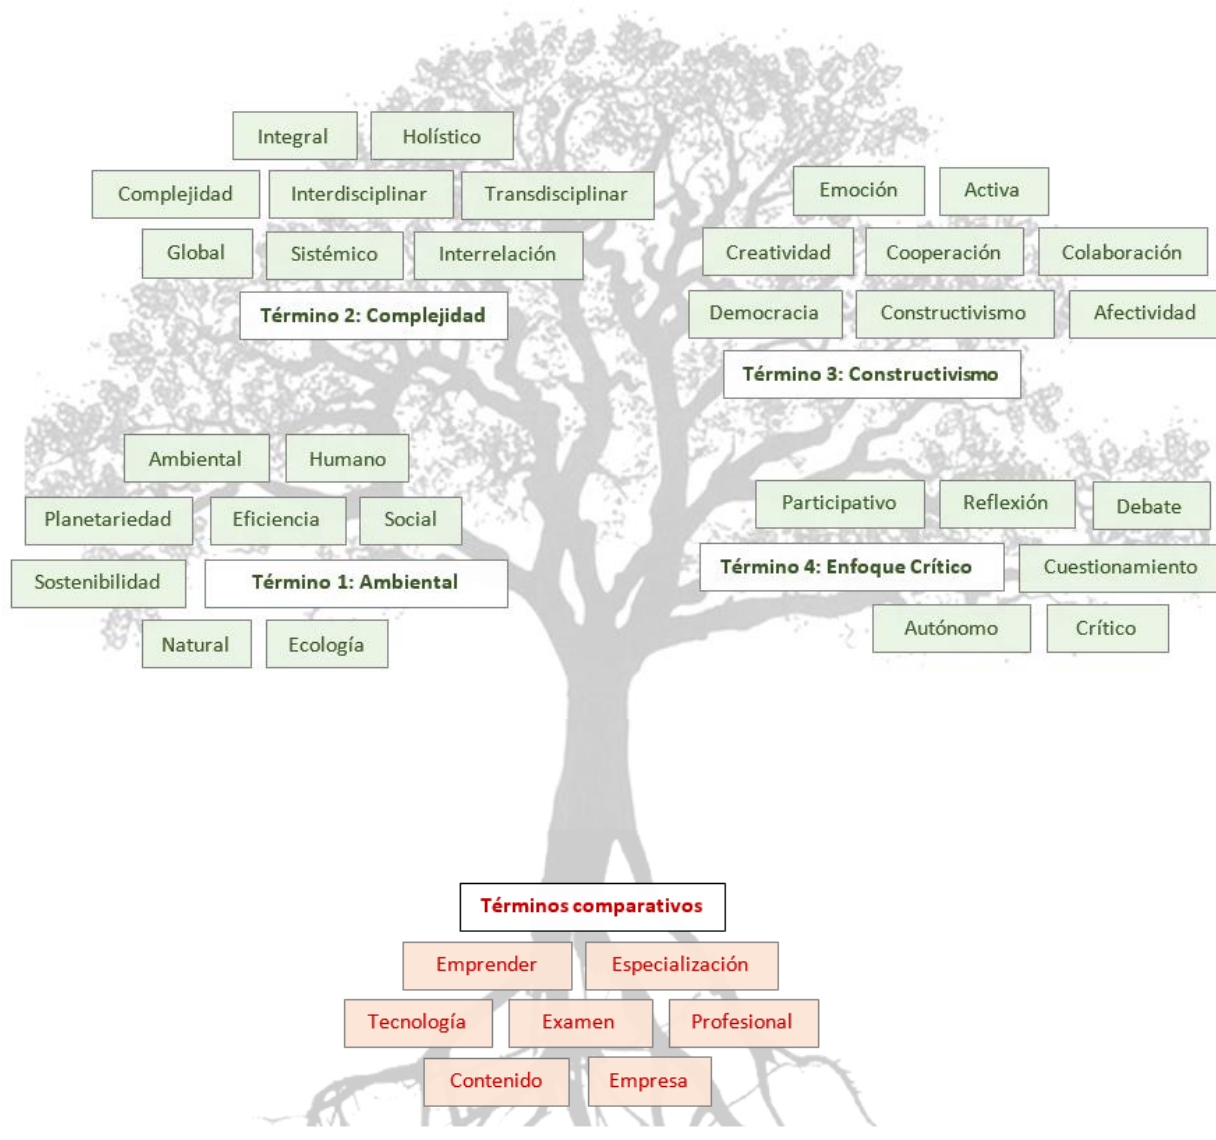 Integral Holístico
Complejidad Interdisciplinar Transdisciplinar
Global Sistémico Interrelación
Término 2: Complejidad
Emoción Activa
Creatividad Cooperación Colaboración
Democracia Constructivismo Afectividad
Término 3: Constructivismo
Ambiental Humano
Planetariedad Eficiencia Social
Sostenibilidad Término 1: Ambiental
Natural Ecología
Participativo Reflexión Debate
Término 4: Enfoque Crítico Cuestionamiento
Autónomo Crítico
Términos comparativos
Emprender Especialización
Tecnología Examen Profesional
Contenido Empresa